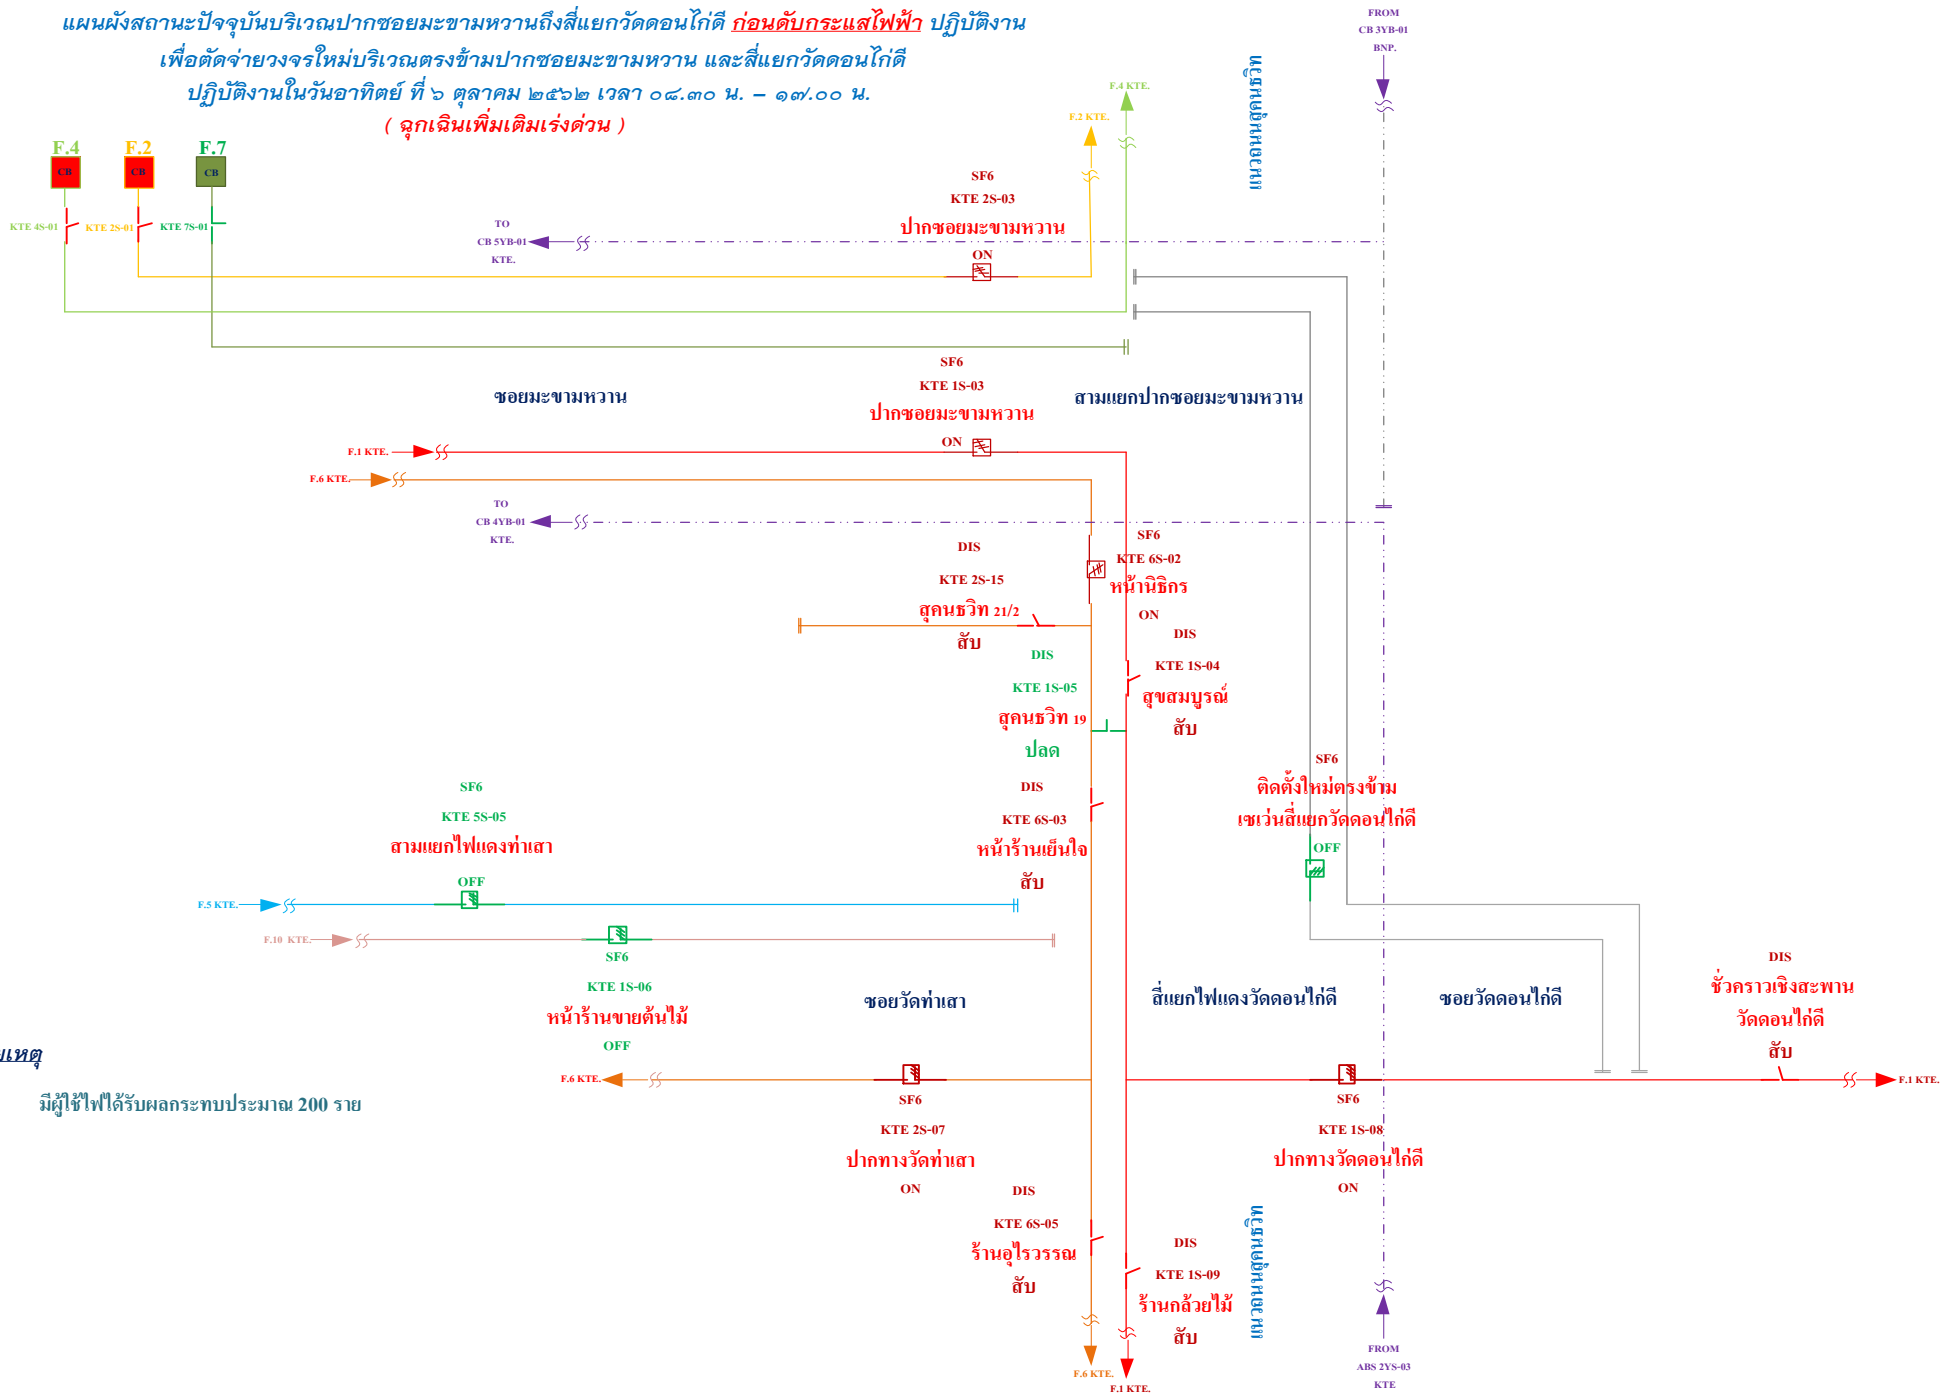 แผนผังสถานะปัจจุบันบริเวณปากซอยมะขามหวานถึงสี่แยกวัดดอนไก่ดี ก่อนดับกระแสไฟฟ้า ปฏิบัติงาน
เพื่อตัดจ่ายวงจรใหม่บริเวณตรงข้ามปากซอยมะขามหวาน และสี่แยกวัดดอนไก่ดี
ปฏิบัติงานในวันอาทิตย์ ที่ ๖ ตุลาคม ๒๕๖๒ เวลา ๐๘.๓๐ น. – ๑๗.๐๐ น.
( ฉุกเฉินเพิ่มเติมเร่งด่วน )
FROM
CB 3YB-01
BNP.
F.4 KTE.
F.2 KTE.
F.4
F.2
F.7
CB
CB
CB
KTE 4S-01
KTE 2S-01
KTE 7S-01
TO
CB 5YB-01
KTE.
SF6
KTE 2S-03
ปากซอยมะขามหวาน
ON
SF6
KTE 1S-03
ปากซอยมะขามหวาน
ON
ซอยมะขามหวาน
สามแยกปากซอยมะขามหวาน
F.1 KTE.
F.6 KTE.
TO
CB 4YB-01
KTE.
SF6
KTE 6S-02
หน้านิธิกร
ON
DIS
KTE 2S-15
สุคนธวิท 21/2
สับ
DIS
KTE 1S-04
สุขสมบูรณ์
สับ
DIS
KTE 1S-05
สุคนธวิท 19
ปลด
SF6
ติดตั้งใหม่ตรงข้าม
เซเว่นสี่แยกวัดดอนไก่ดี
OFF
DIS
KTE 6S-03
หน้าร้านเย็นใจ
สับ
SF6
KTE 5S-05
สามแยกไฟแดงท่าเสา
OFF
F.5 KTE.
F.10 KTE.
SF6
KTE 1S-06
หน้าร้านขายต้นไม้
OFF
ซอยวัดท่าเสา
สี่แยกไฟแดงวัดดอนไก่ดี
ซอยวัดดอนไก่ดี
DIS
ชั่วคราวเชิงสะพาน
วัดดอนไก่ดี
สับ
ยเหตุ
มีผู้ใช้ไฟได้รับผลกระทบประมาณ 200 ราย
F.6 KTE.
F.1 KTE.
SF6
KTE 2S-07
ปากทางวัดท่าเสา
ON
SF6
KTE 1S-08
ปากทางวัดดอนไก่ดี
ON
DIS
KTE 6S-05
ร้านอุไรวรรณ
สับ
DIS
KTE 1S-09
ร้านกล้วยไม้
สับ
F.6 KTE.
F.1 KTE.
FROM
ABS 2YS-03
KTE